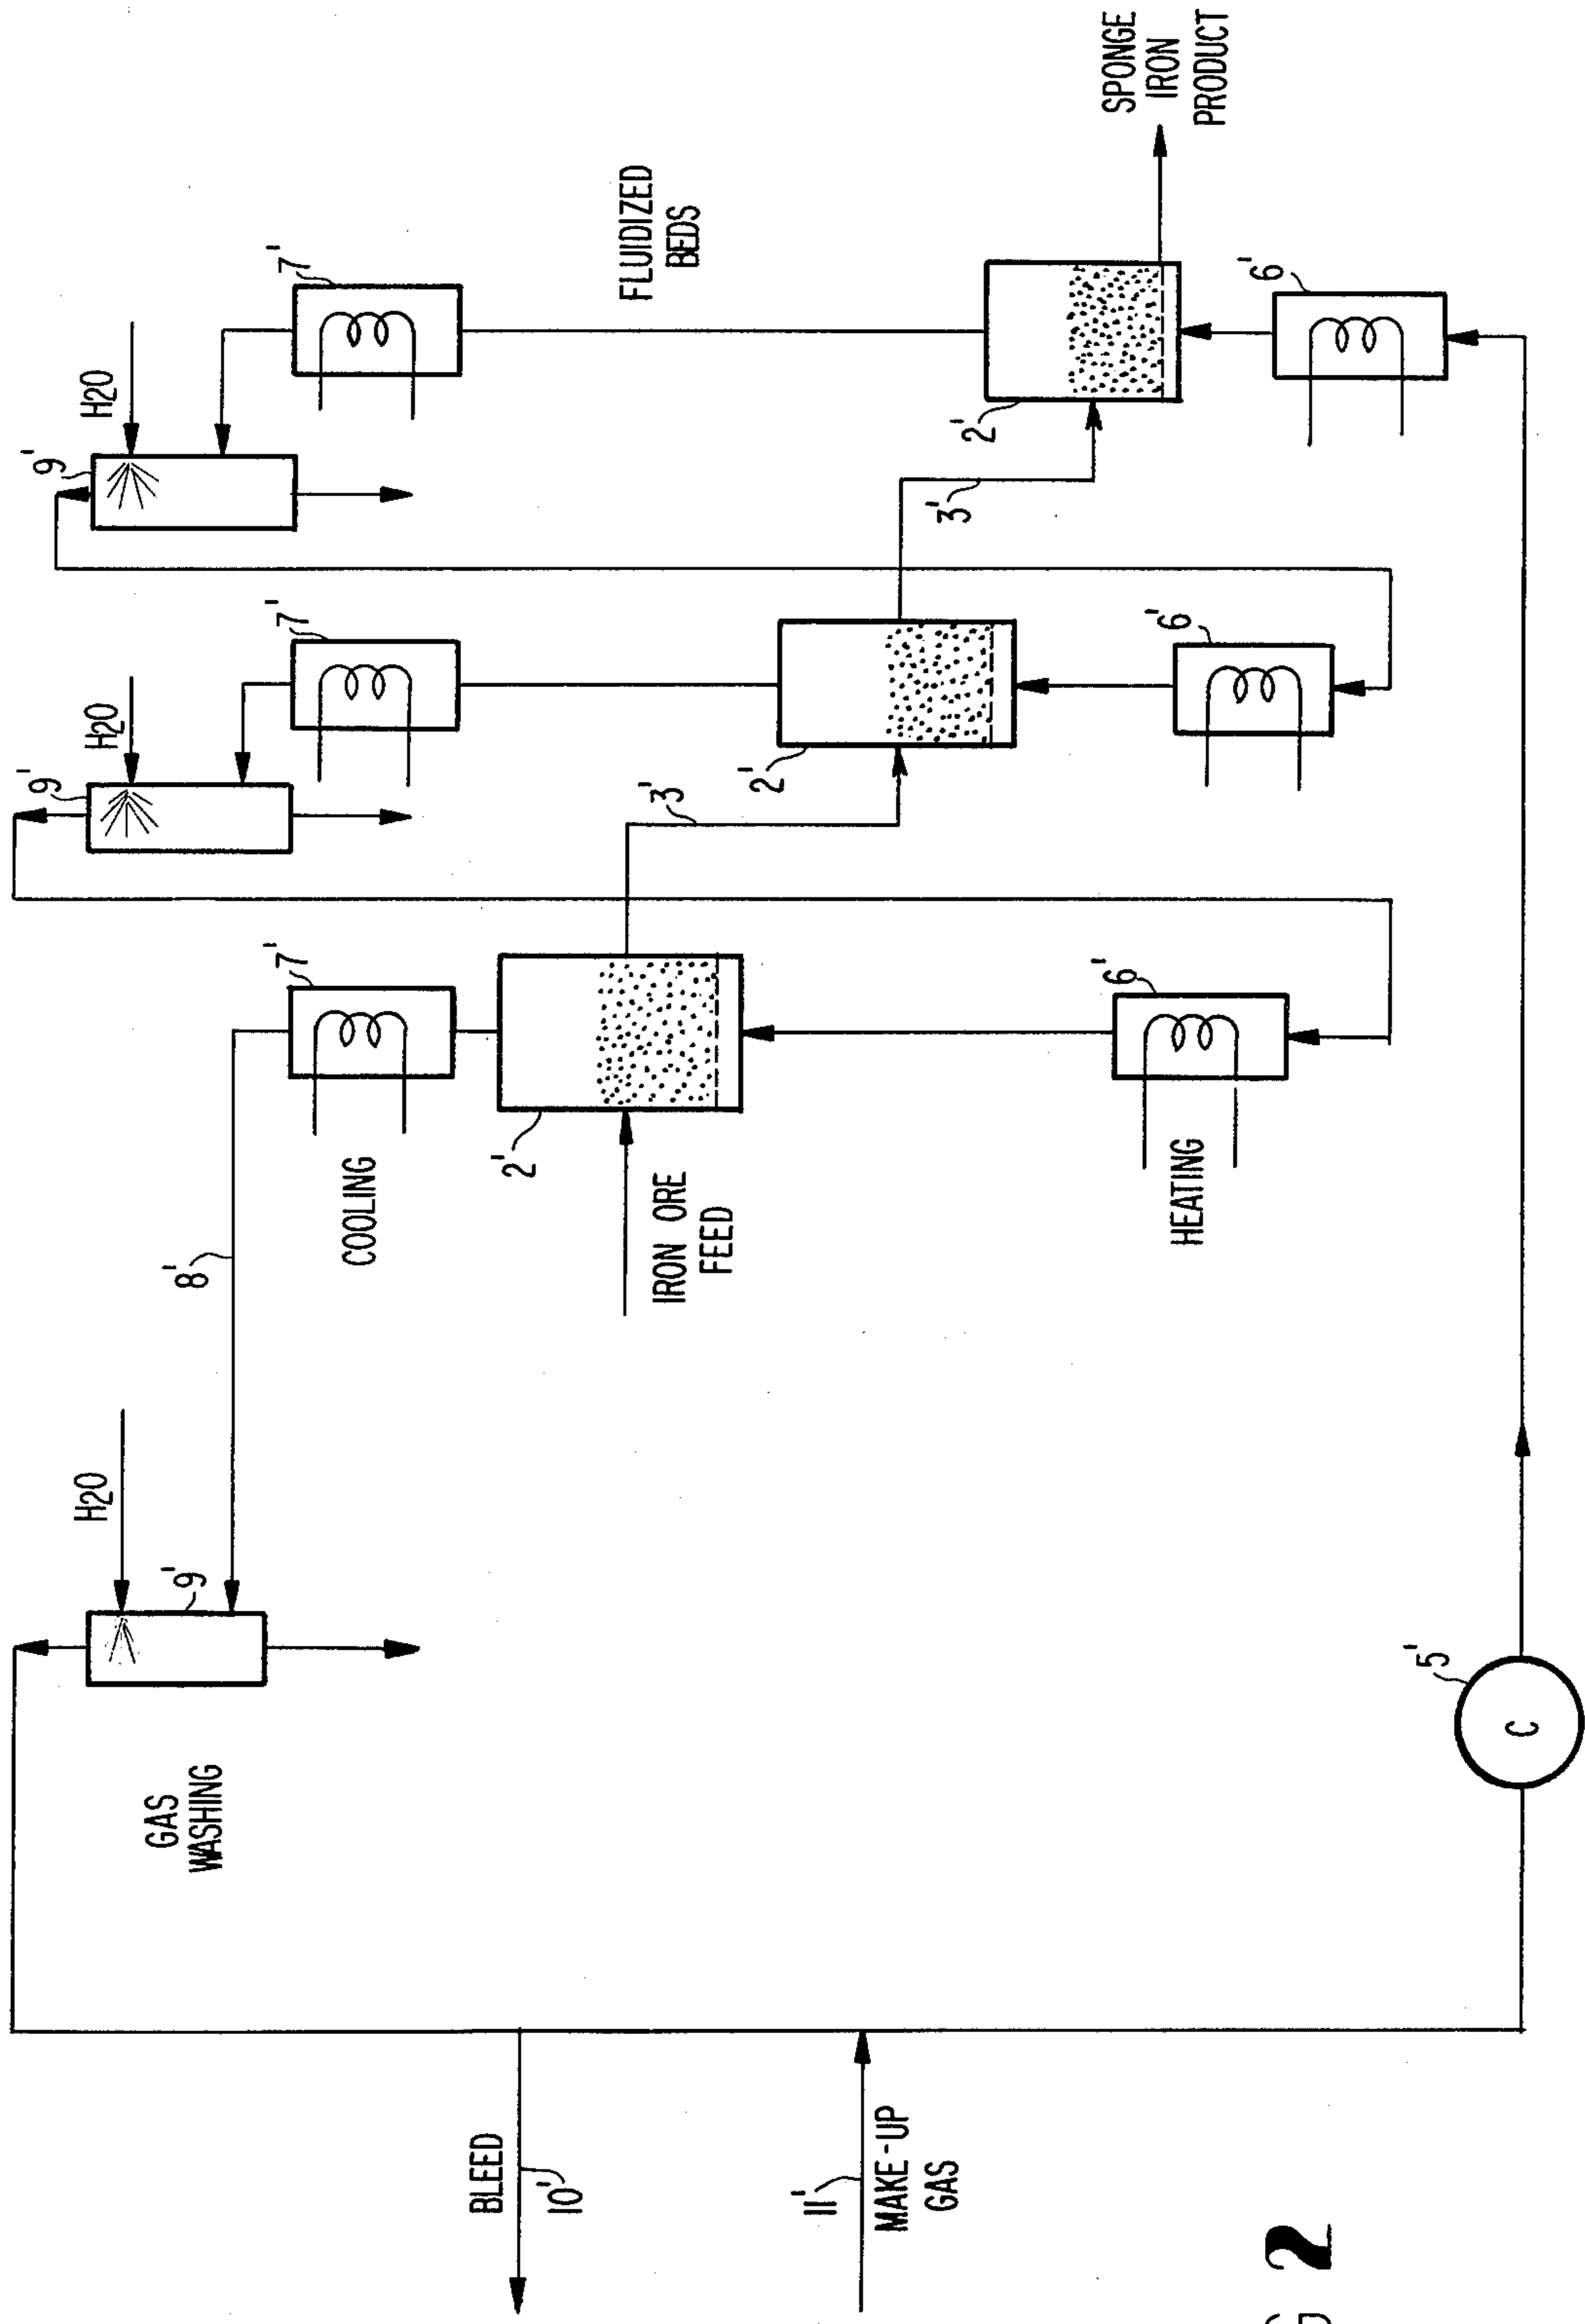 H2O
9'
H2O
9'
H2O
9'
GAS
WASHING
8'
7'
7'
7'
COOLING
FLUIDIZED
BEDS
BLEED
10'
2'
IRON ORE
FEED
3'
2'
3'
2'
SPONGE
IRON
PRODUCT
11'
MAKE-UP
GAS
HEATING
6'
6'
6'
5'
C
2